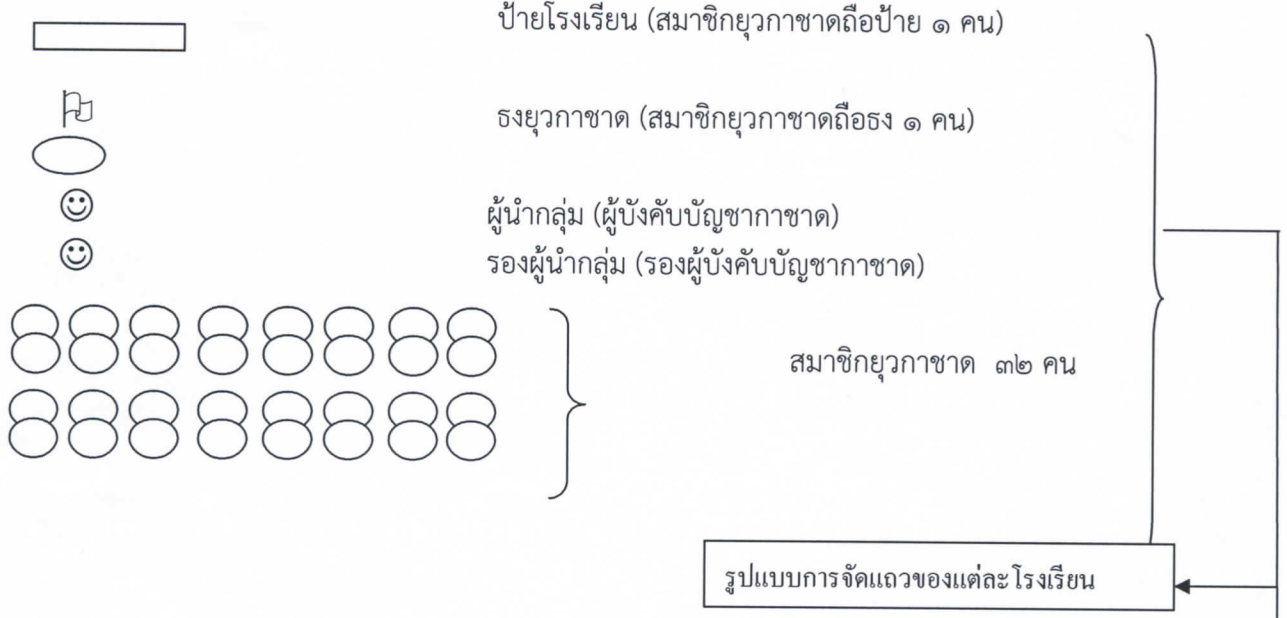 ป้ายโรงเรียน (สมาชิกยุวกาชาดถือป้าย ๑ คน)
ธงยุวกาชาด (สมาชิกยุวกาชาดถือธง ๑ คน)
ผู้นำกลุ่ม (ผู้บังคับบัญชากาชาด)
รองผู้นำกลุ่ม (รองผู้บังคับบัญชากาชาด)
สมาชิกยุวกาชาด ๓๒ คน
รูปแบบการจัดแถวของแต่ละโรงเรียน